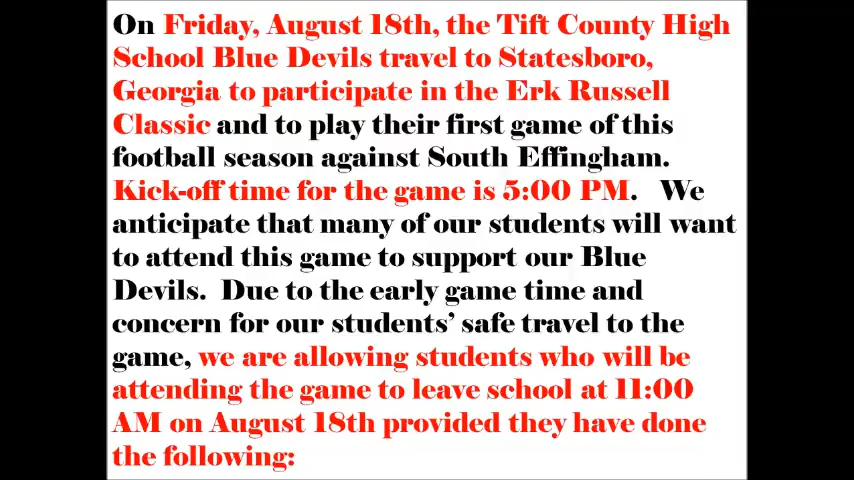 On Friday, August 18th, the Tift County High
School Blue Devils travel to Statesboro,
Georgia to participate in the Erk Russell
Classic and to play their first game of this
football season against South Effingham.
Kick-off time for the game is 5:00 PM.   We
anticipate that many of our students will want
to attend this game to support our Blue
Devils.  Due to the early game time and
concern for our students’ safe travel to the
game, we are allowing students who will be
attending the game to leave school at 11:00
AM on August 18th provided they have done
the following: